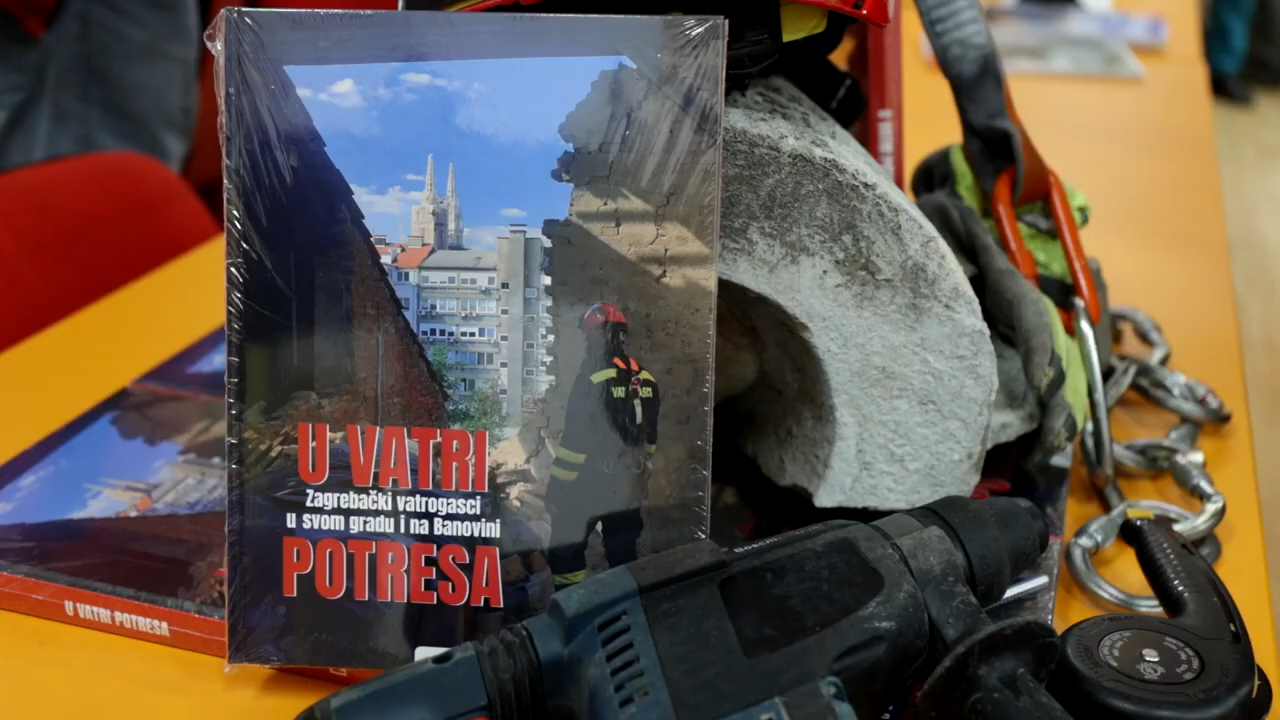 U VATRI
Zagrebački vatrogasci
u svom gradu i na Banovini
POTRESA
U VATRI POTRESA